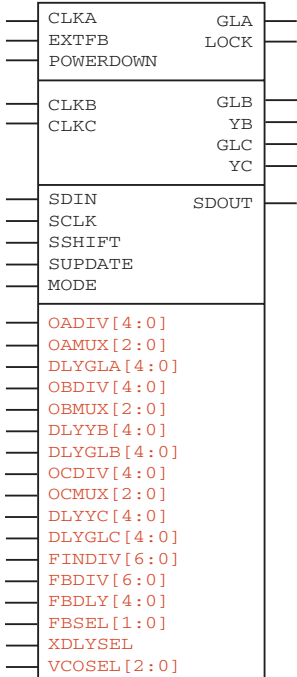 CLKA GLA
EXTFB LOCK
POWERDOWN
CLKB GLB
CLKC YB
GLC
YC
SDIN SDOUT
SCLK
SSHIFT
SUPDATE
MODE
OADIV[4:0]
OAMUX[2:0]
DLYGLA[4:0]
OBDIV[4:0]
OBMUX[2:0]
DLYYB[4:0]
DLYGLB[4:0]
OCDIV[4:0]
OCMUX[2:0]
DLYYC[4:0]
DLYGLC[4:0]
FINDIV[6:0]
FBDIV[6:0]
FBDLY[4:0]
FBSEL[1:0]
XDLYSEL
VCOSEL[2:0]